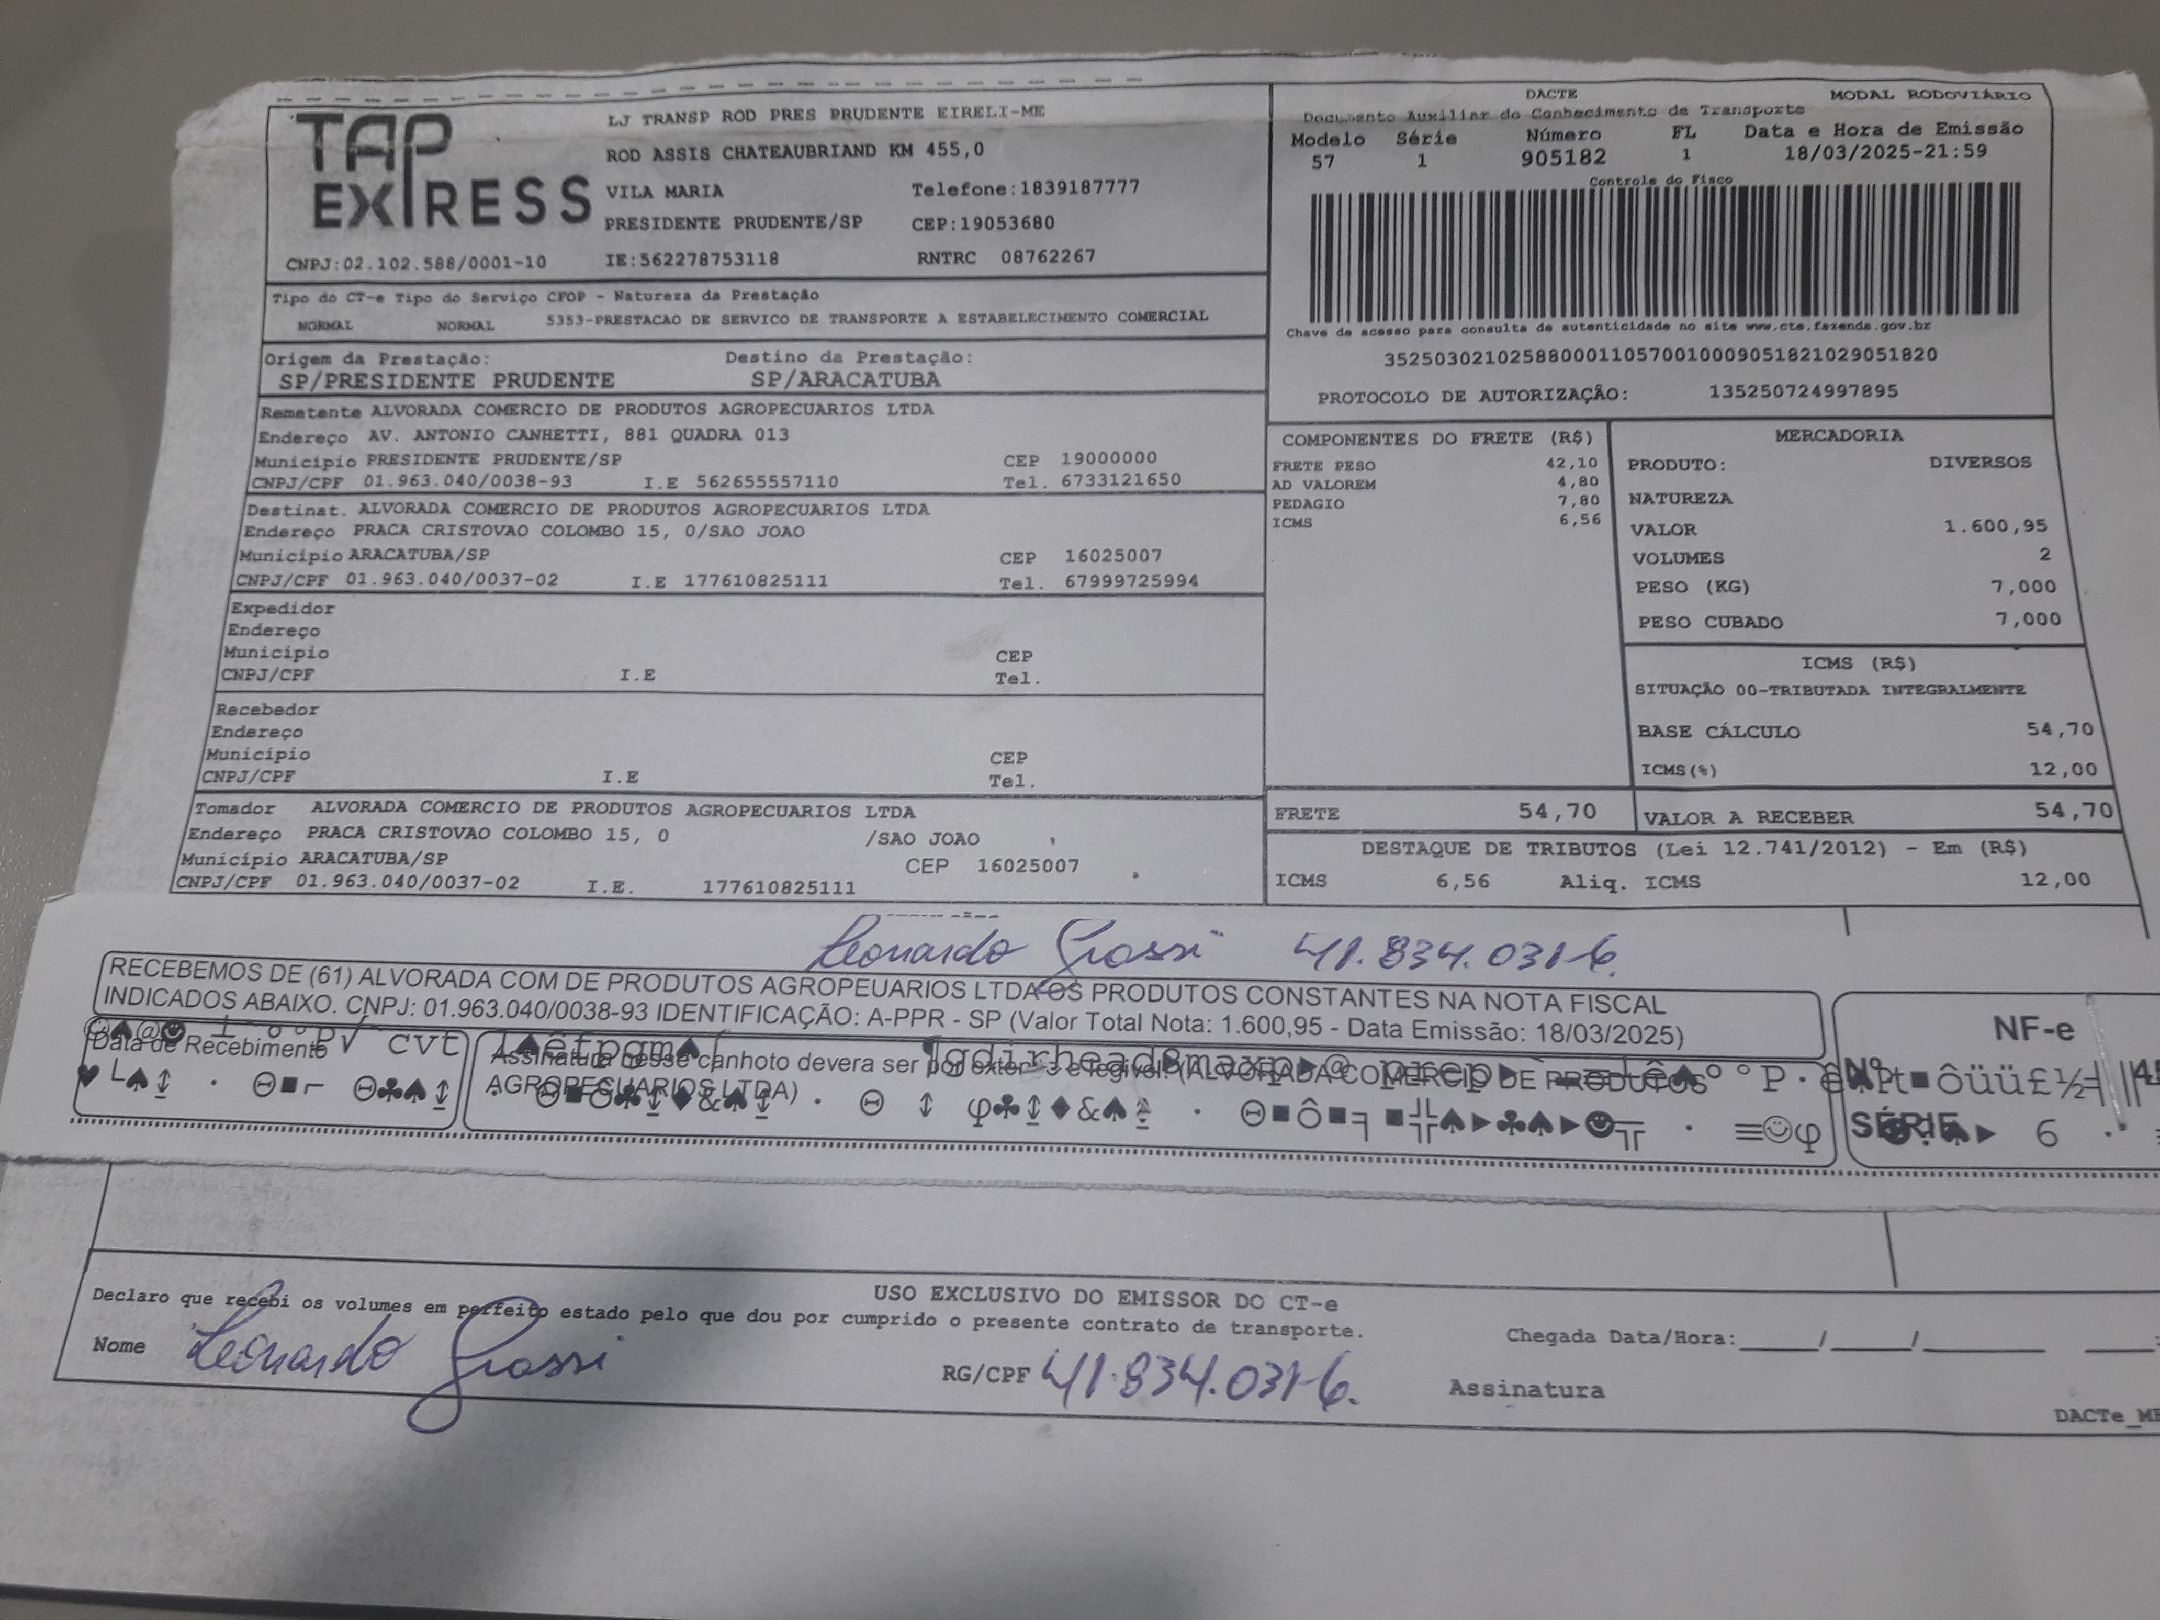 TAP EXPRESS
LJ TRANSP ROD PRES PRUDENTE EIRELI-ME
ROD ASSIS CHATEAUBRIAND KM 455,0
VILA MARIA Telefone:1839187777
PRESIDENTE PRUDENTE/SP CEP:19053680
CNPJ:02.102.588/0001-10 IE:562278753118 RNTRC 08762267
DACTE MODAL RODOVIÁRIO
Documento Auxiliar do Conhecimento de Transporte
Modelo Série Número FL Data e Hora de Emissão
57 1 905182 1 18/03/2025-21:59
Controle do Fisco
Chave de acesso para consulta de autenticidade no site www.cte.fazenda.gov.br
35250302102588000110570010009051821029051820
PROTOCOLO DE AUTORIZAÇÃO: 135250724997895
Tipo do CT-e Tipo do Serviço CFOP - Natureza da Prestação
NORMAL NORMAL 5353-PRESTACAO DE SERVICO DE TRANSPORTE A ESTABELECIMENTO COMERCIAL
Origem da Prestação: Destino da Prestação:
SP/PRESIDENTE PRUDENTE SP/ARACATUBA
Remetente ALVORADA COMERCIO DE PRODUTOS AGROPECUARIOS LTDA
Endereço AV. ANTONIO CANHETTI, 881 QUADRA 013
Município PRESIDENTE PRUDENTE/SP CEP 19000000
CNPJ/CPF 01.963.040/0038-93 I.E 562655557110 Tel. 6733121650
Destinat. ALVORADA COMERCIO DE PRODUTOS AGROPECUARIOS LTDA
Endereço PRACA CRISTOVAO COLOMBO 15, 0/SAO JOAO
Município ARACATUBA/SP CEP 16025007
CNPJ/CPF 01.963.040/0037-02 I.E 177610825111 Tel. 67999725994
Expedidor
Endereço
Município CEP
CNPJ/CPF I.E Tel.
Recebedor
Endereço
Município CEP
CNPJ/CPF I.E Tel.
Tomador ALVORADA COMERCIO DE PRODUTOS AGROPECUARIOS LTDA
Endereço PRACA CRISTOVAO COLOMBO 15, 0 /SAO JOAO
Município ARACATUBA/SP CEP 16025007
CNPJ/CPF 01.963.040/0037-02 I.E. 177610825111
COMPONENTES DO FRETE (R$)
FRETE PESO 42,10
AD VALOREM 4,80
PEDAGIO 7,80
ICMS 6,56
MERCADORIA
PRODUTO: DIVERSOS
NATUREZA
VALOR 1.600,95
VOLUMES 2
PESO (KG) 7,000
PESO CUBADO 7,000
ICMS (R$)
SITUAÇÃO 00-TRIBUTADA INTEGRALMENTE
BASE CÁLCULO 54,70
ICMS(%) 12,00
FRETE 54,70 VALOR A RECEBER 54,70
DESTAQUE DE TRIBUTOS (Lei 12.741/2012) - Em (R$)
ICMS 6,56 Aliq. ICMS 12,00
Leonardo Grossi 41.834.031-6.
RECEBEMOS DE (61) ALVORADA COM DE PRODUTOS AGROPEUARIOS LTDA OS PRODUTOS CONSTANTES NA NOTA FISCAL
INDICADOS ABAIXO. CNPJ: 01.963.040/0038-93 IDENTIFICAÇÃO: A-PPR - SP (Valor Total Nota: 1.600,95 - Data Emissão: 18/03/2025)
NF-e
Data de Recebimento
Assinatura nesse canhoto devera ser por extenso e legivel. (ALVORADA COMERCIO DE PRODUTOS
AGROPECUARIOS LTDA)
Nº
SÉRIE 6
USO EXCLUSIVO DO EMISSOR DO CT-e
Declaro que recebi os volumes em perfeito estado pelo que dou por cumprido o presente contrato de transporte.
Nome Leonardo Grossi RG/CPF 41.834.031-6.
Chegada Data/Hora:
Assinatura